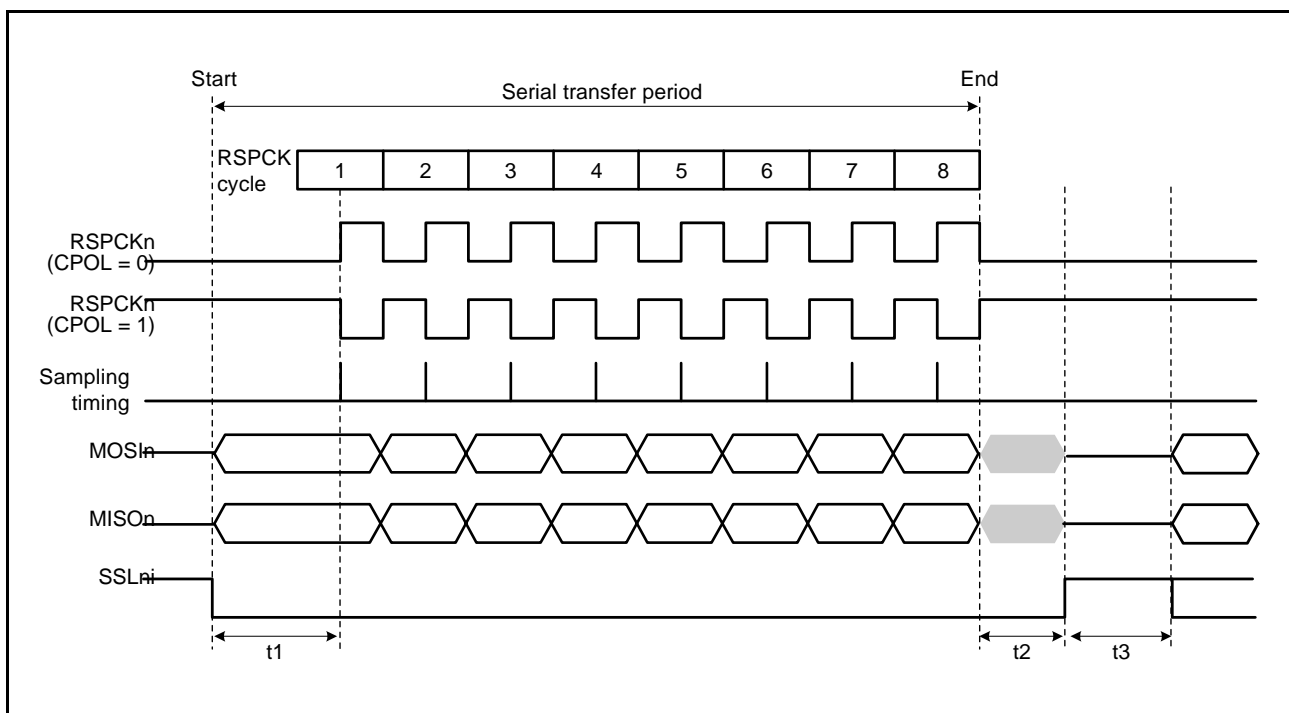 Start
End
Serial transfer period
RSPCK
cycle
1
2
3
4
5
6
7
8
RSPCKn
(CPOL = 0)
RSPCKn
(CPOL = 1)
Sampling
timing
MOSIn
MISOn
SSLni
t1
t2
t3